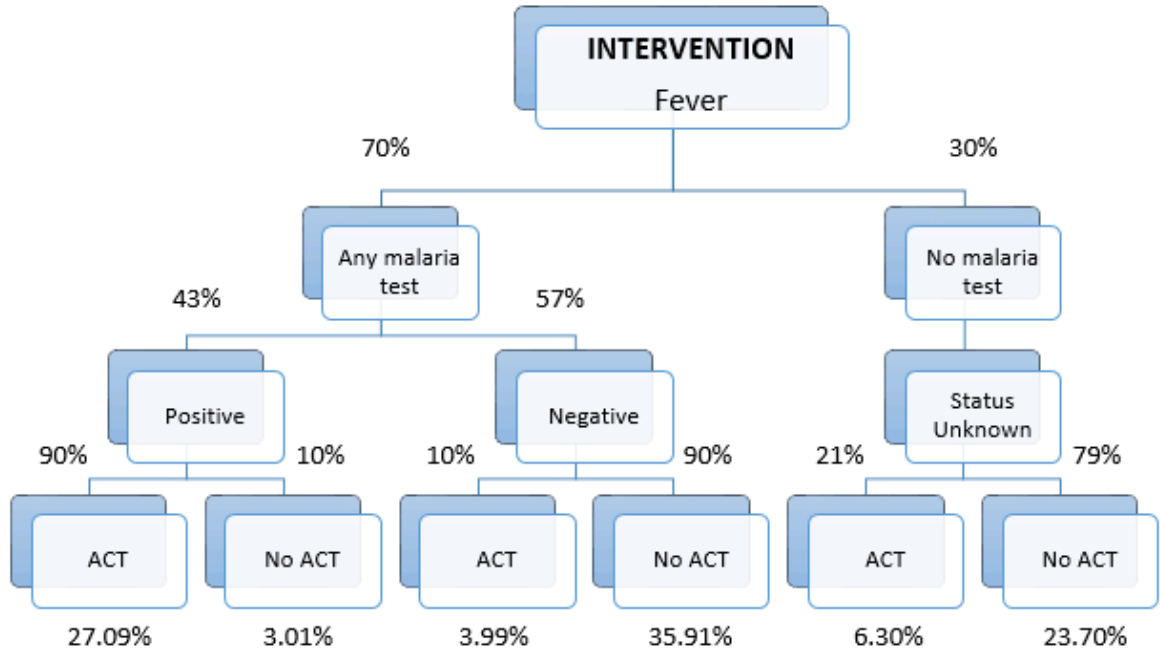 INTERVENTION
Fever
70%
30%
Any malaria
test
No malaria
test
43%
57%
Positive
Negative
Status
Unknown
90%
10%
10%
90%
21%
79%
ACT
No ACT
ACT
No ACT
ACT
No ACT
27.09%
3.01%
3.99%
35.91%
6.30%
23.70%